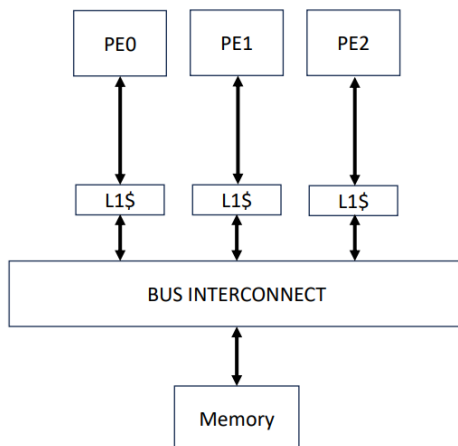 PE0
PE1
PE2
L1$
L1$
L1$
BUS INTERCONNECT
Memory